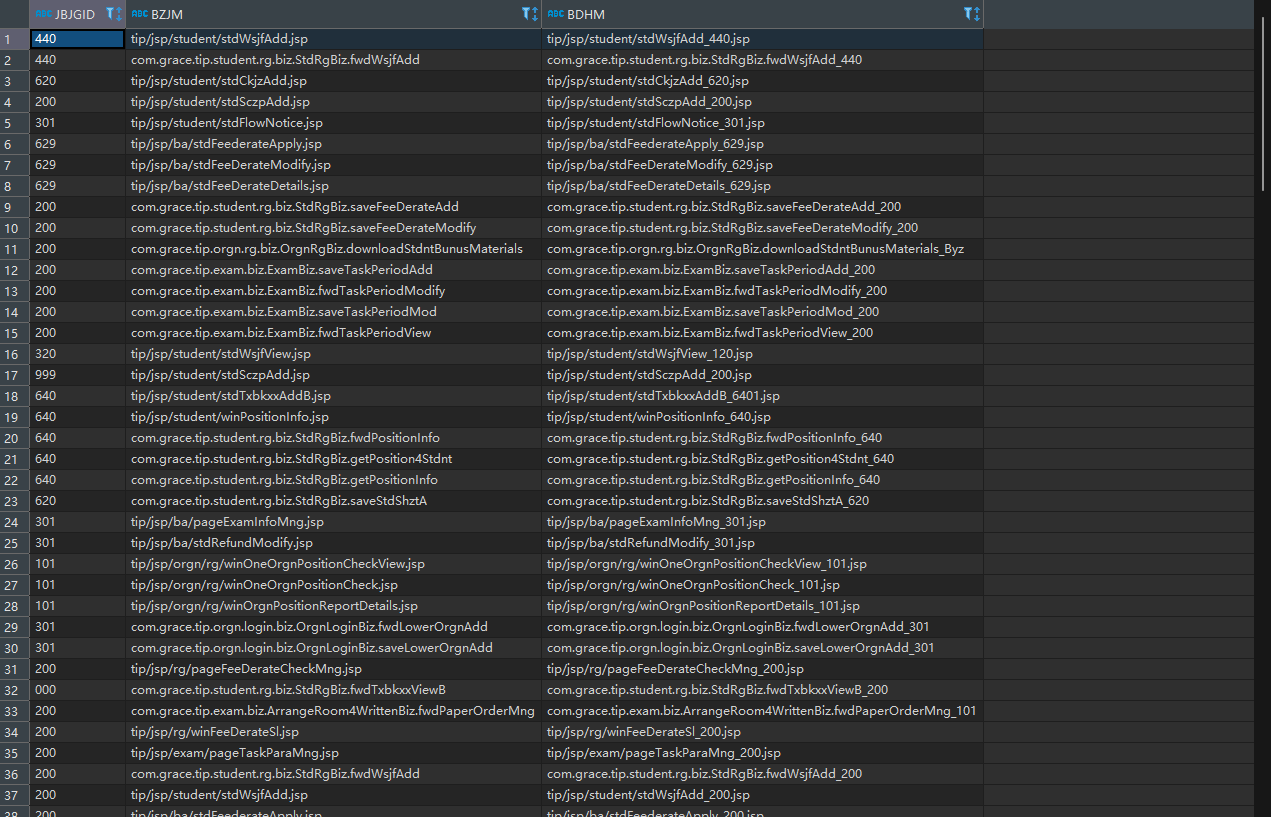 ABC JBJGID ABC BZJM ABC BDHM
1 440 tip/jsp/student/stdWsjfAdd.jsp tip/jsp/student/stdWsjfAdd_440.jsp
2 440 com.grace.tip.student.rg.biz.StdRgBiz.fwdWsjfAdd com.grace.tip.student.rg.biz.StdRgBiz.fwdWsjfAdd_440
3 620 tip/jsp/student/stdCkjzAdd.jsp tip/jsp/student/stdCkjzAdd_620.jsp
4 200 tip/jsp/student/stdSczpAdd.jsp tip/jsp/student/stdSczpAdd_200.jsp
5 301 tip/jsp/student/stdFlowNotice.jsp tip/jsp/student/stdFlowNotice_301.jsp
6 629 tip/jsp/ba/stdFeederateApply.jsp tip/jsp/ba/stdFeederateApply_629.jsp
7 629 tip/jsp/ba/stdFeeDerateModify.jsp tip/jsp/ba/stdFeeDerateModify_629.jsp
8 629 tip/jsp/ba/stdFeeDerateDetails.jsp tip/jsp/ba/stdFeeDerateDetails_629.jsp
9 200 com.grace.tip.student.rg.biz.StdRgBiz.saveFeeDerateAdd com.grace.tip.student.rg.biz.StdRgBiz.saveFeeDerateAdd_200
10 200 com.grace.tip.student.rg.biz.StdRgBiz.saveFeeDerateModify com.grace.tip.student.rg.biz.StdRgBiz.saveFeeDerateModify_200
11 200 com.grace.tip.orgn.rg.biz.OrgnRgBiz.downloadStdntBunusMaterials com.grace.tip.orgn.rg.biz.OrgnRgBiz.downloadStdntBunusMaterials_Byz
12 200 com.grace.tip.exam.biz.ExamBiz.saveTaskPeriodAdd com.grace.tip.exam.biz.ExamBiz.saveTaskPeriodAdd_200
13 200 com.grace.tip.exam.biz.ExamBiz.fwdTaskPeriodModify com.grace.tip.exam.biz.ExamBiz.fwdTaskPeriodModify_200
14 200 com.grace.tip.exam.biz.ExamBiz.saveTaskPeriodMod com.grace.tip.exam.biz.ExamBiz.saveTaskPeriodMod_200
15 200 com.grace.tip.exam.biz.ExamBiz.fwdTaskPeriodView com.grace.tip.exam.biz.ExamBiz.fwdTaskPeriodView_200
16 320 tip/jsp/student/stdWsjfView.jsp tip/jsp/student/stdWsjfView_120.jsp
17 999 tip/jsp/student/stdSczpAdd.jsp tip/jsp/student/stdSczpAdd_200.jsp
18 640 tip/jsp/student/stdTxbkxxAddB.jsp tip/jsp/student/stdTxbkxxAddB_6401.jsp
19 640 tip/jsp/student/winPositionInfo.jsp tip/jsp/student/winPositionInfo_640.jsp
20 640 com.grace.tip.student.rg.biz.StdRgBiz.fwdPositionInfo com.grace.tip.student.rg.biz.StdRgBiz.fwdPositionInfo_640
21 640 com.grace.tip.student.rg.biz.StdRgBiz.getPosition4Stdnt com.grace.tip.student.rg.biz.StdRgBiz.getPosition4Stdnt_640
22 640 com.grace.tip.student.rg.biz.StdRgBiz.getPositionInfo com.grace.tip.student.rg.biz.StdRgBiz.getPositionInfo_640
23 620 com.grace.tip.student.rg.biz.StdRgBiz.saveStdShztA com.grace.tip.student.rg.biz.StdRgBiz.saveStdShztA_620
24 301 tip/jsp/ba/pageExamInfoMng.jsp tip/jsp/ba/pageExamInfoMng_301.jsp
25 301 tip/jsp/ba/stdRefundModify.jsp tip/jsp/ba/stdRefundModify_301.jsp
26 101 tip/jsp/orgn/rg/winOneOrgnPositionCheckView.jsp tip/jsp/orgn/rg/winOneOrgnPositionCheckView_101.jsp
27 101 tip/jsp/orgn/rg/winOneOrgnPositionCheck.jsp tip/jsp/orgn/rg/winOneOrgnPositionCheck_101.jsp
28 101 tip/jsp/orgn/rg/winOrgnPositionReportDetails.jsp tip/jsp/orgn/rg/winOrgnPositionReportDetails_101.jsp
29 301 com.grace.tip.orgn.login.biz.OrgnLoginBiz.fwdLowerOrgnAdd com.grace.tip.orgn.login.biz.OrgnLoginBiz.fwdLowerOrgnAdd_301
30 301 com.grace.tip.orgn.login.biz.OrgnLoginBiz.saveLowerOrgnAdd com.grace.tip.orgn.login.biz.OrgnLoginBiz.saveLowerOrgnAdd_301
31 200 tip/jsp/rg/pageFeeDerateCheckMng.jsp tip/jsp/rg/pageFeeDerateCheckMng_200.jsp
32 000 com.grace.tip.student.rg.biz.StdRgBiz.fwdTxbkxxViewB com.grace.tip.student.rg.biz.StdRgBiz.fwdTxbkxxViewB_200
33 200 com.grace.tip.exam.biz.ArrangeRoom4WrittenBiz.fwdPaperOrderMng com.grace.tip.exam.biz.ArrangeRoom4WrittenBiz.fwdPaperOrderMng_101
34 200 tip/jsp/rg/winFeeDerateSl.jsp tip/jsp/rg/winFeeDerateSl_200.jsp
35 200 tip/jsp/exam/pageTaskParaMng.jsp tip/jsp/exam/pageTaskParaMng_200.jsp
36 200 com.grace.tip.student.rg.biz.StdRgBiz.fwdWsjfAdd com.grace.tip.student.rg.biz.StdRgBiz.fwdWsjfAdd_200
37 200 tip/jsp/student/stdWsjfAdd.jsp tip/jsp/student/stdWsjfAdd_200.jsp
38 200 tip/jsp/ba/stdFeederateApply.jsp tip/jsp/ba/stdFeederateApply_200.jsp